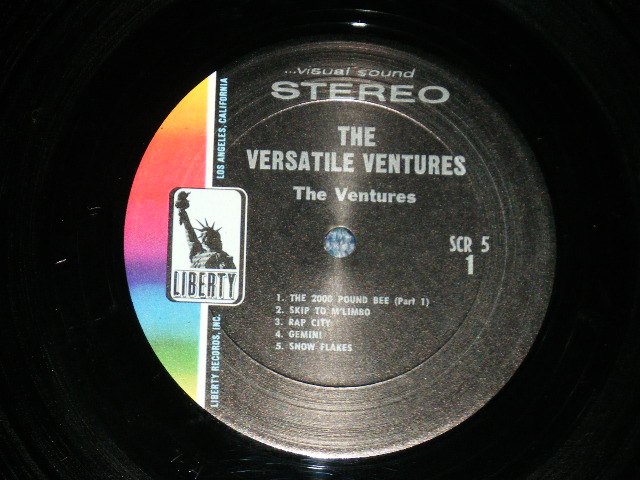 ...visual sound
STEREO
THE
VERSATILE VENTURES
The Ventures
SCR 5
1
1. THE 2000 POUND BEE (Part 1)
2. SKIP TO M'LIMBO
3. RAP CITY
4. GEMINI
5. SNOW FLAKES
LIBERTY
LIBERTY RECORDS, INC.
LOS ANGELES, CALIFORNIA